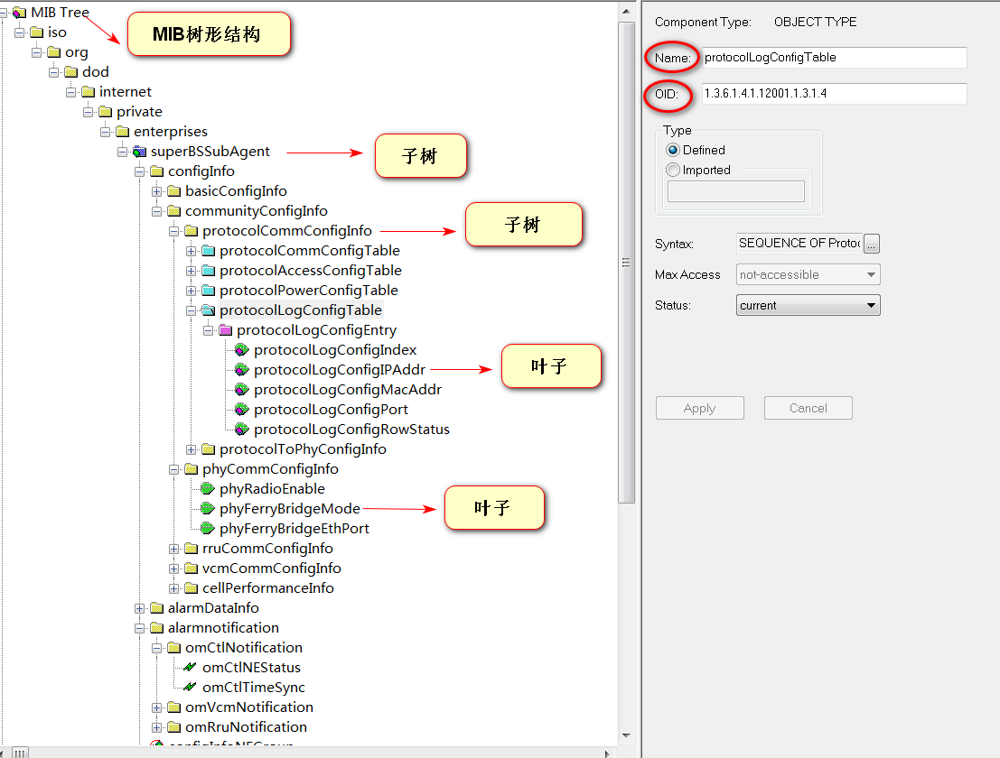 MIB Tree
iso
org
dod
internet
private
enterprises
superBSSubAgent
configInfo
basicConfigInfo
communityConfigInfo
protocolCommConfigInfo
protocolCommConfigTable
protocolAccessConfigTable
protocolPowerConfigTable
protocolLogConfigTable
protocolLogConfigEntry
protocolLogConfigIndex
protocolLogConfigIPAddr
protocolLogConfigMacAddr
protocolLogConfigPort
protocolLogConfigRowStatus
protocolToPhyConfigInfo
phyCommConfigInfo
phyRadioEnable
phyFerryBridgeMode
phyFerryBridgeEthPort
rruCommConfigInfo
vcmCommConfigInfo
cellPerformanceInfo
alarmDataInfo
alarmnotification
omCtlNotification
omCtlNEStatus
omCtlTimeSync
omVcmNotification
omRruNotification
MIB树形结构
子树
子树
叶子
叶子
Component Type: OBJECT TYPE
Name: protocolLogConfigTable
OID: 1.3.6.1.4.1.12001.1.3.1.4
Type
Defined
Imported
Syntax: SEQUENCE OF Proto
...
Max Access not-accessible
Status: current
Apply Cancel